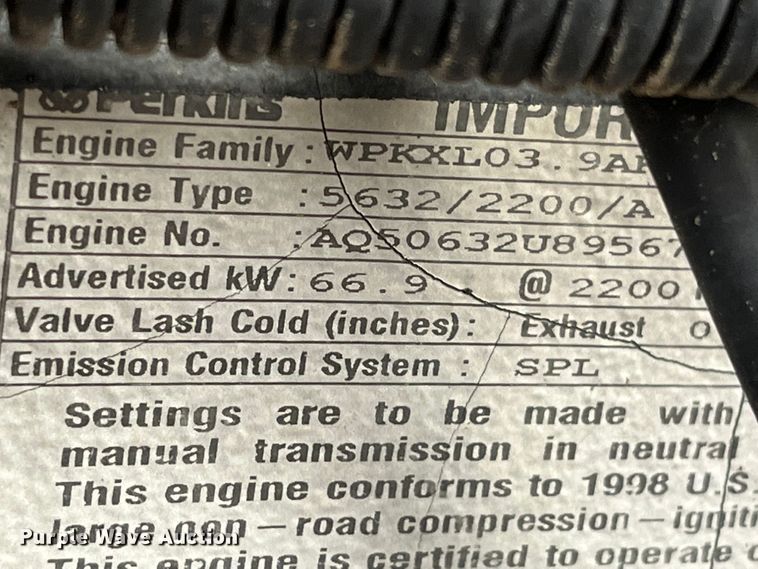 Perkins IMPOR
Engine Family : WPKXL03.9A
Engine Type : 5632/2200/A
Engine No. : AQ50632U89567
Advertised kW: 66.9 @ 2200
Valve Lash Cold (inches): Exhaust 0
Emission Control System : SPL
Settings are to be made with
manual transmission in neutral
This engine conforms to 1998 U.S.
large non-road compression-igniti
This engine is certified to operate
Purple Wave Auction